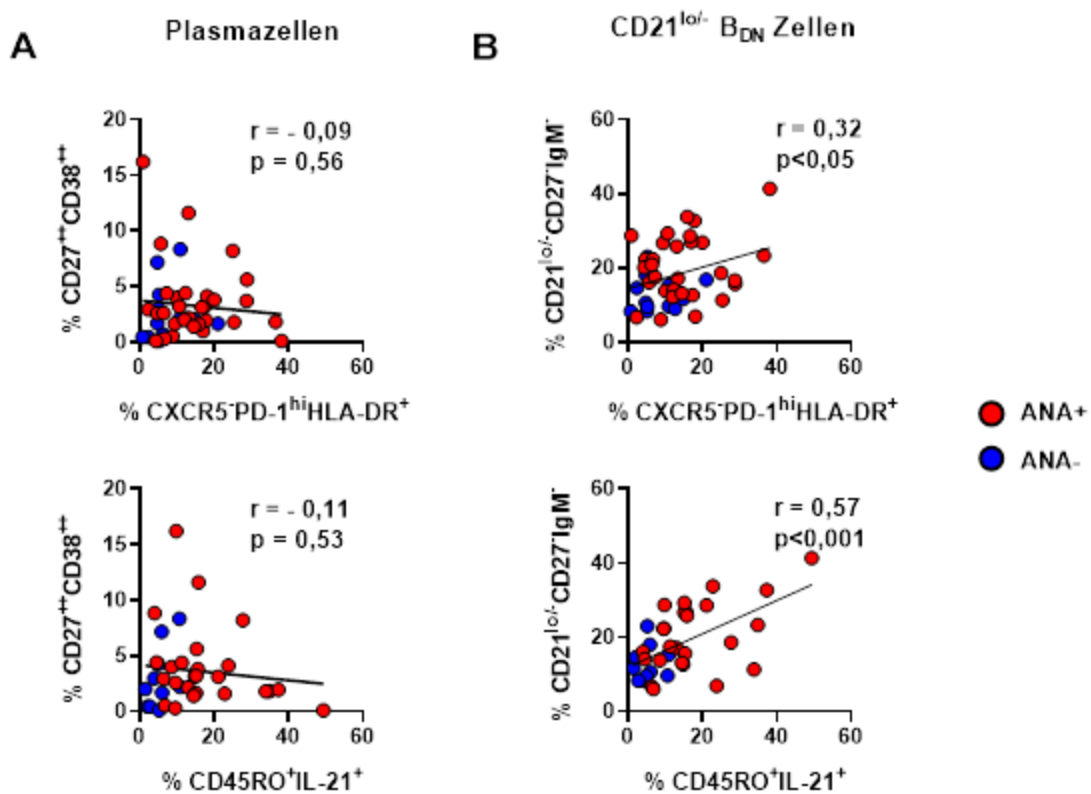 A
Plasmazellen
B
CD21lo/- BDN Zellen
20
15
10
5
0
% CD27++CD38++
r = - 0,09
p = 0,56
0 20 40 60
% CXCR5-PD-1hiHLA-DR+
60
40
20
0
% CD21lo/-CD27-IgM-
r = 0,32
p<0,05
0 20 40 60
% CXCR5-PD-1hiHLA-DR+
ANA+
ANA-
20
15
10
5
0
% CD27++CD38++
r = - 0,11
p = 0,53
0 20 40 60
% CD45RO+IL-21+
60
40
20
0
% CD21lo/-CD27-IgM-
r = 0,57
p<0,001
0 20 40 60
% CD45RO+IL-21+